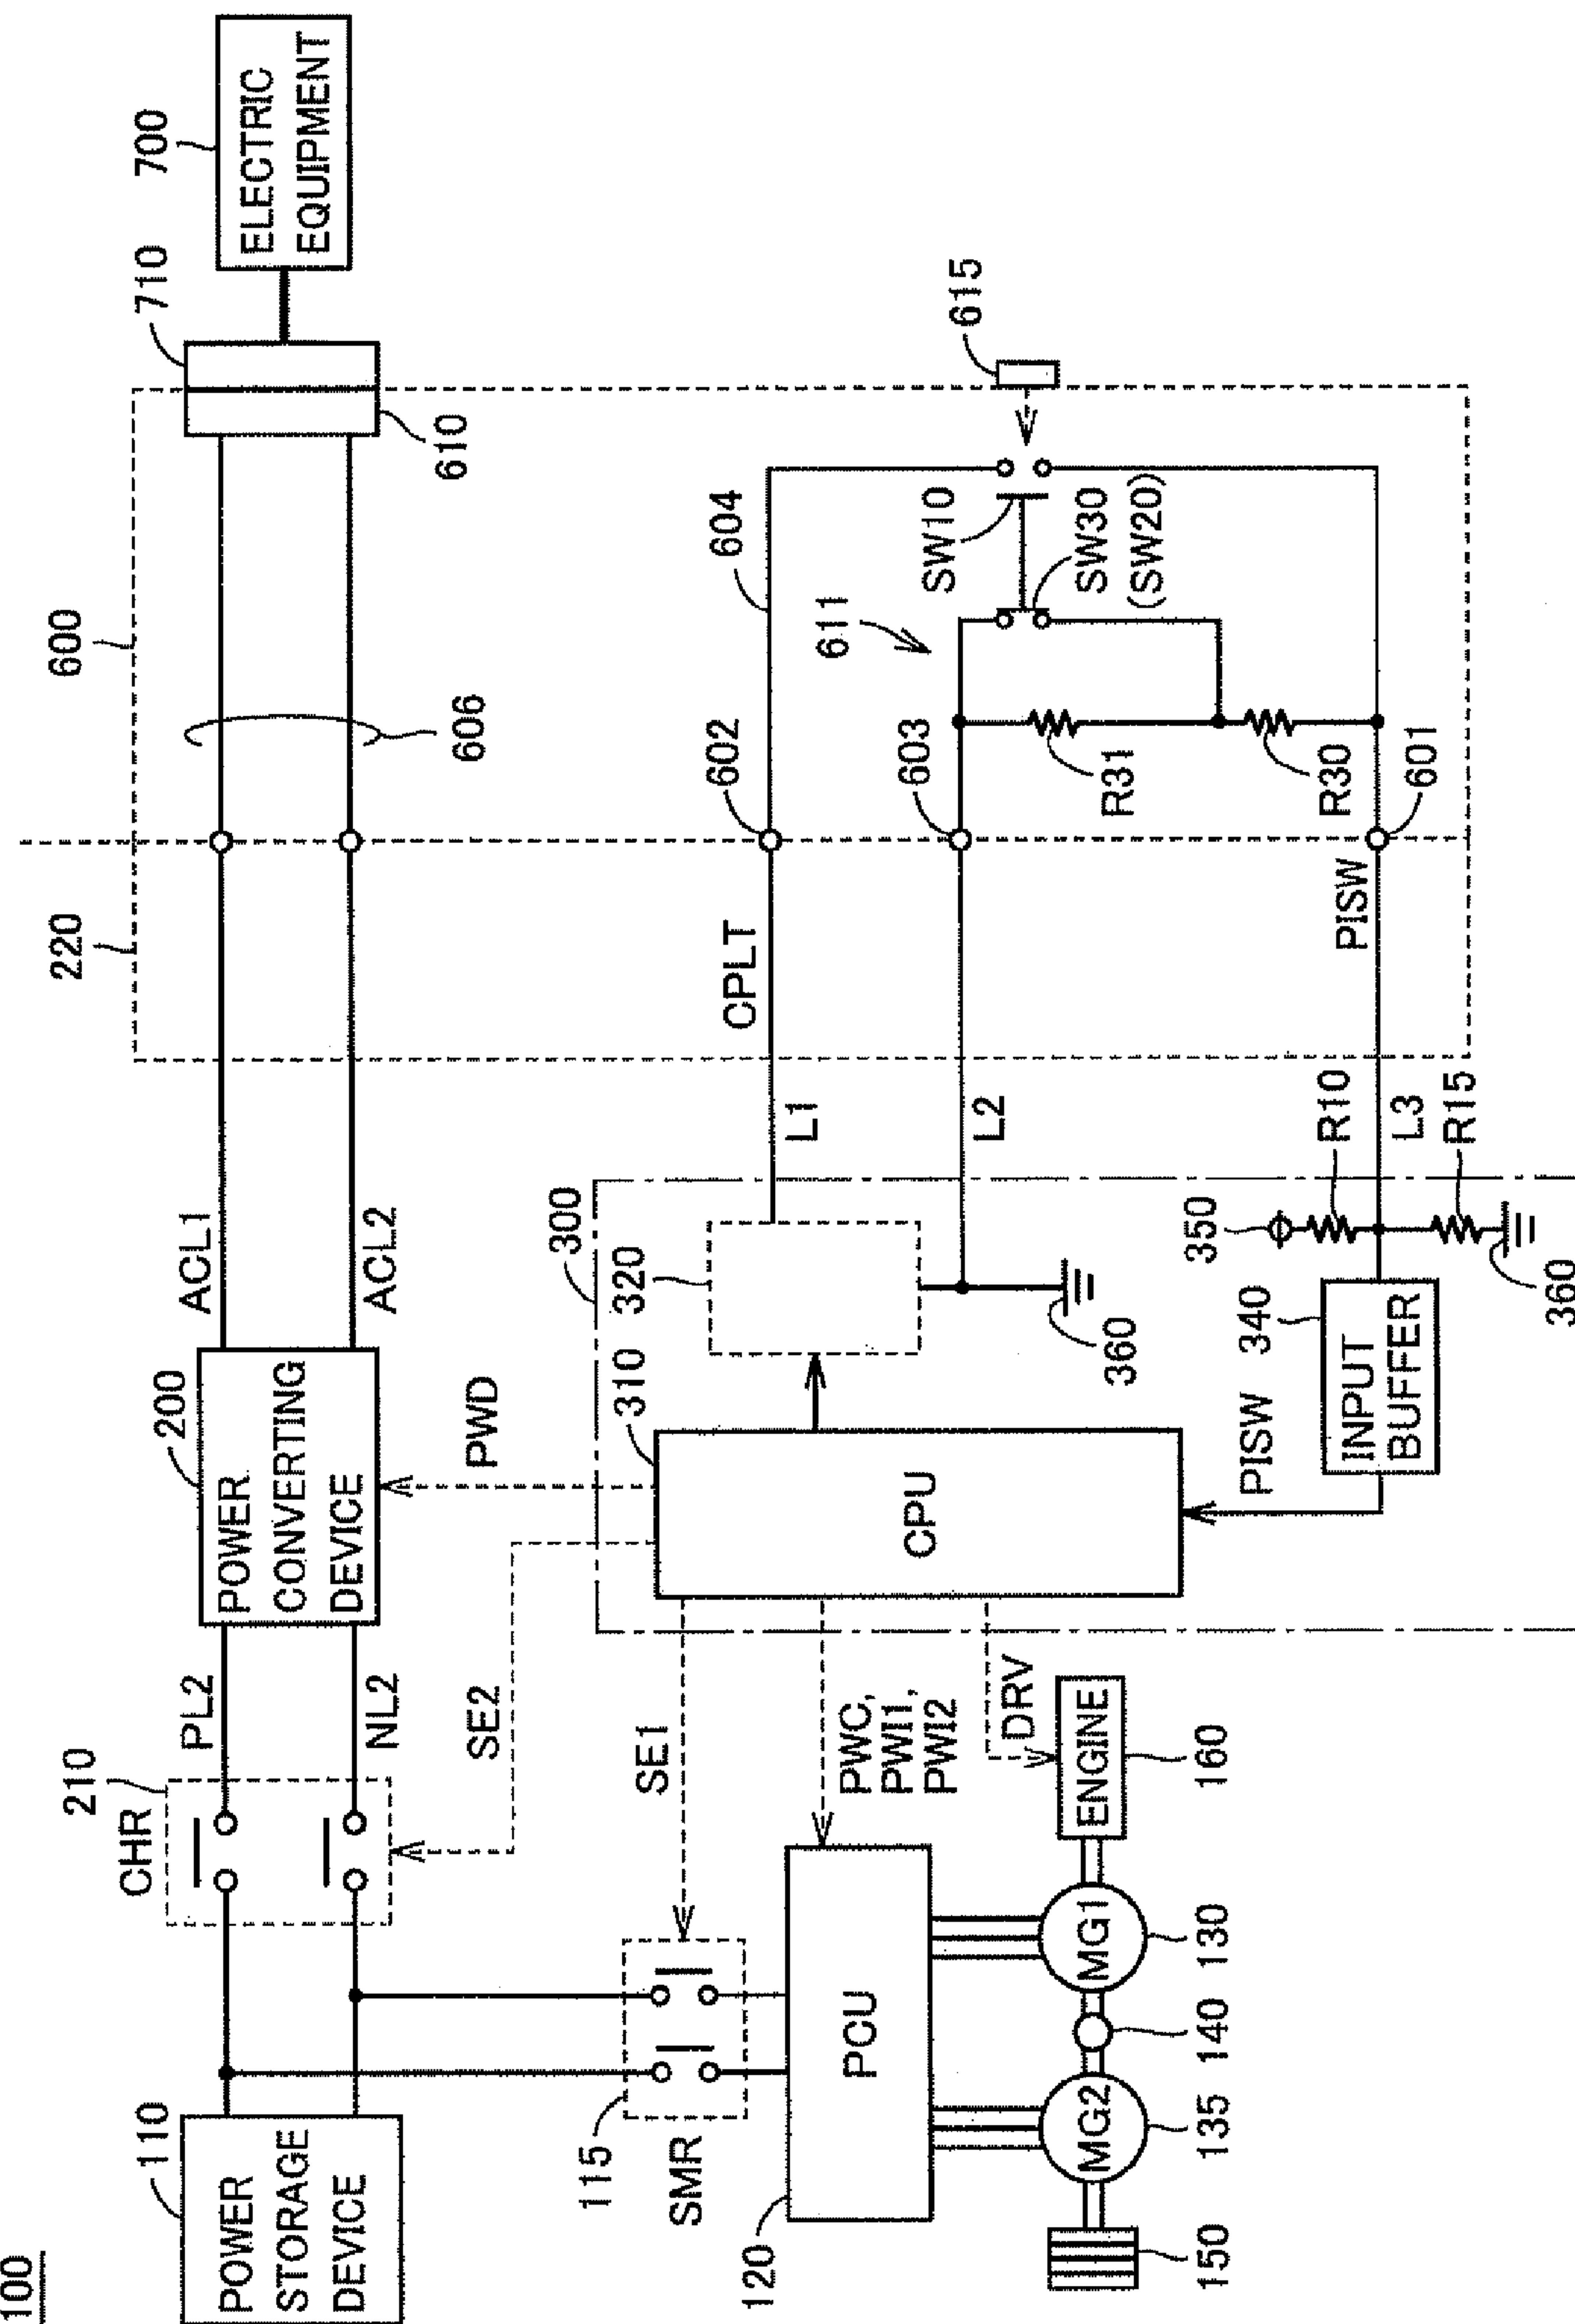 100
110
POWER
STORAGE
DEVICE
210
CHR
PL2
NL2
200
POWER
CONVERTING
DEVICE
ACL1
ACL2
220
600
606
610
710
700
ELECTRIC
EQUIPMENT
SE2
PWD
115
SMR
SE1
120
PCU
PWC,
PWI1,
PWI2
DRV
300
310
CPU
320
360
L1
CPLT
602
604
L2
603
611
SW10
SW30
(SW20)
615
R31
R30
601
PISW
L3
R10
R15
350
360
340
INPUT
BUFFER
PISW
150
MG2
135
140
MG1
130
ENGINE
160